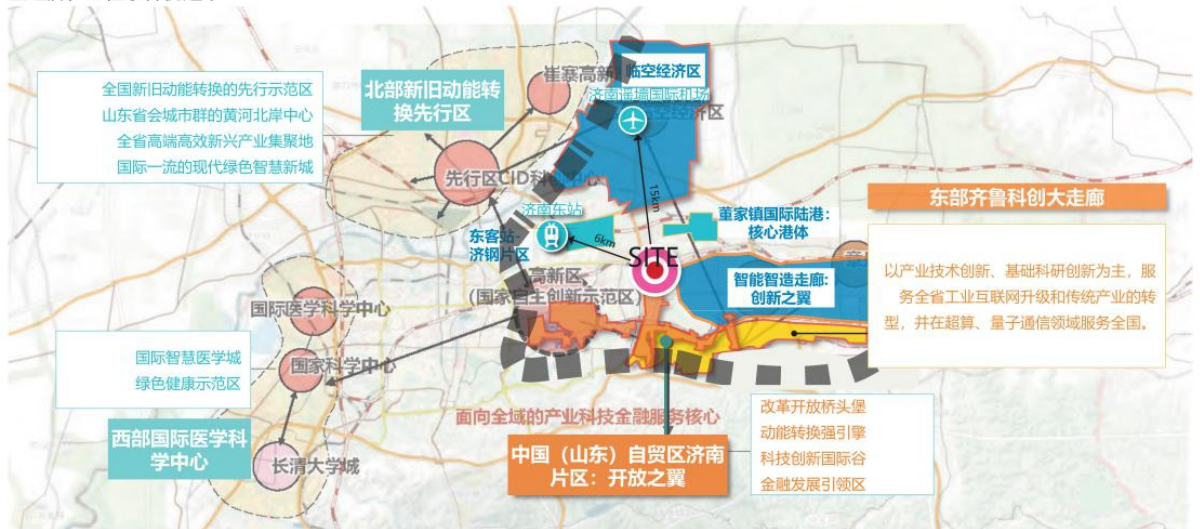 全国新旧动能转换的先行示范区
山东省会城市群的黄河北岸中心
全省高端高效新兴产业集聚地
国际一流的现代绿色智慧新城
北部新旧动能转
换先行区
崔寨高新
临空经济区
济南遥墙国际机场
空经济区
先行区CID科
中心
15km
济南东站
东客站-
济钢片区
6km
SITE
董家镇国际陆港：
核心港体
东部齐鲁科创大走廊
以产业技术创新、基础科研创新为主，服
务全省工业互联网升级和传统产业的转
型，并在超算、量子通信领域服务全国。
智能智造走廊:
创新之翼
高新区
（国家自主创新示范区）
国际医学科学中心
国家科学中心
国际智慧医学城
绿色健康示范区
西部国际医学科
学中心
长清大学城
面向全域的产业科技金融服务核心
中国（山东）自贸区济南
片区：开放之翼
改革开放桥头堡
动能转换强引擎
科技创新国际谷
金融发展引领区